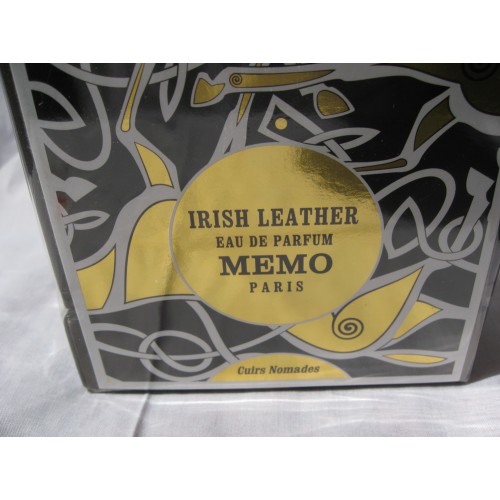 IRISH LEATHER
EAU DE PARFUM
MEMO
PARIS
Cuirs Nomades